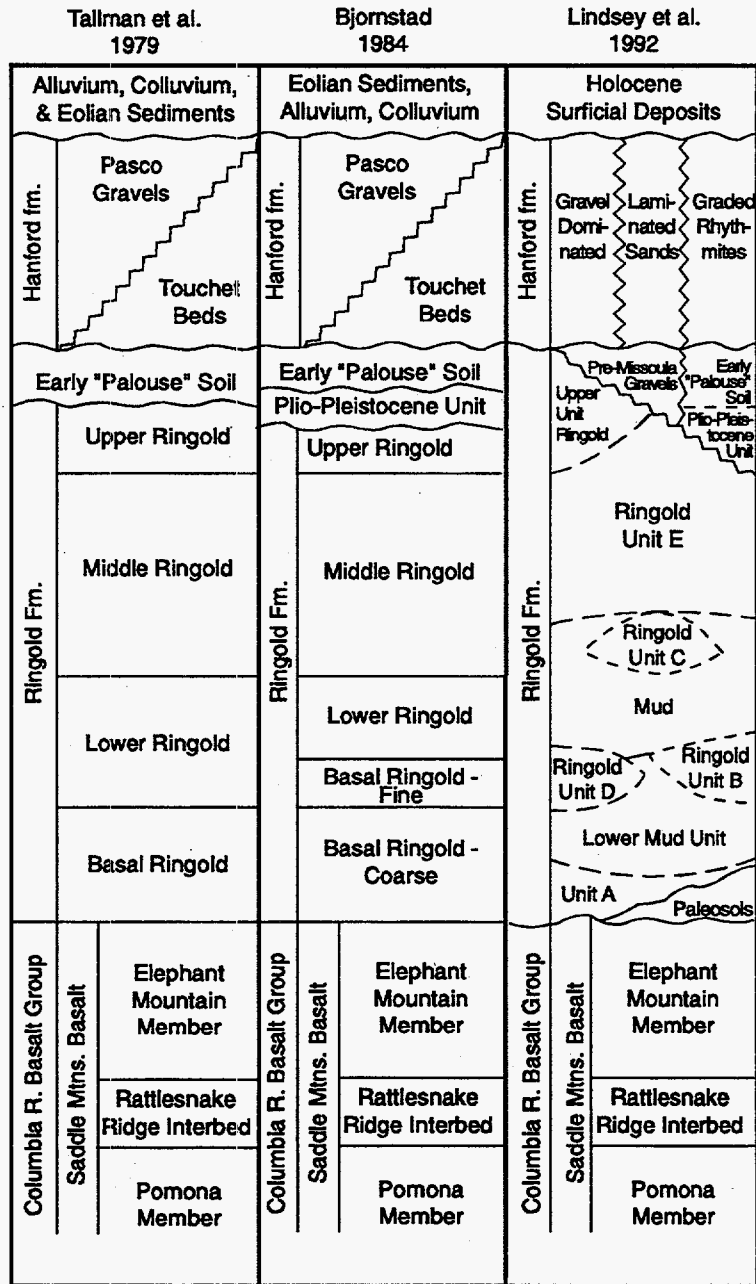 Tallman et al.
1979
Bjornstad
1984
Lindsey et al.
1992
Alluvium, Colluvium,
& Eolian Sediments
Hanford fm.
Pasco
Gravels
Touchet
Beds
Early "Palouse" Soil
Ringold Fm.
Upper Ringold
Middle Ringold
Lower Ringold
Basal Ringold
Columbia R. Basalt Group
Saddle Mtns. Basalt
Elephant
Mountain
Member
Rattlesnake
Ridge Interbed
Pomona
Member
Eolian Sediments,
Alluvium, Colluvium
Hanford fm.
Pasco
Gravels
Touchet
Beds
Early "Palouse" Soil
Plio-Pleistocene Unit
Ringold Fm.
Upper Ringold
Middle Ringold
Lower Ringold
Basal Ringold -
Fine
Basal Ringold -
Coarse
Columbia R. Basalt Group
Saddle Mtns. Basalt
Elephant
Mountain
Member
Rattlesnake
Ridge Interbed
Pomona
Member
Holocene
Surficial Deposits
Hanford fm.
Gravel
Domi-
nated
Lami-
nated
Sands
Graded
Rhyth-
mites
Ringold Fm.
Pre-Missoula
Gravels
Early
"Palouse"
Soil
Upper
Unit
Ringold
Plio-Pleis-
tocene
Unit
Ringold
Unit E
Ringold
Unit C
Mud
Ringold
Unit D
Ringold
Unit B
Lower Mud Unit
Unit A
Paleosols
Columbia R. Basalt Group
Saddle Mtns. Basalt
Elephant
Mountain
Member
Rattlesnake
Ridge Interbed
Pomona
Member